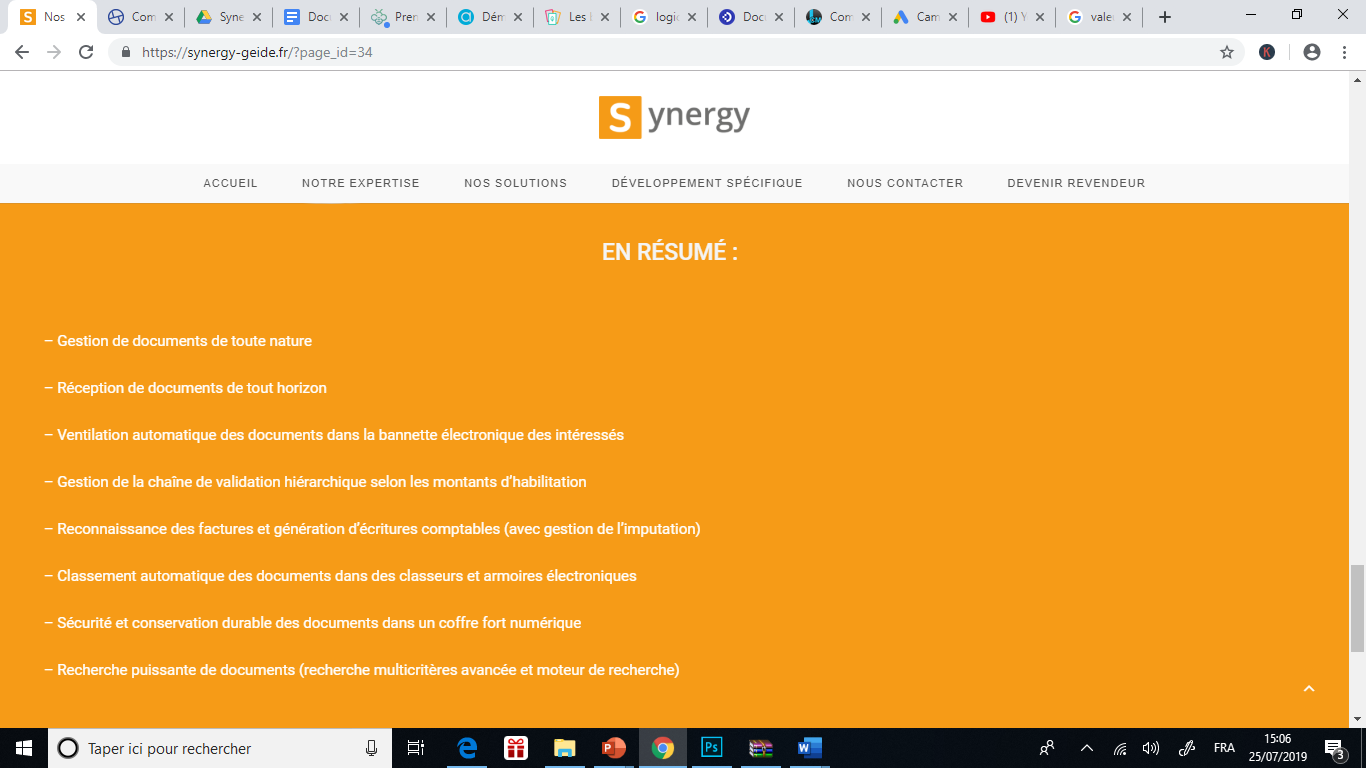 Nos
Com
Syne
Docu
Pren
Dém
Les
logic
Docu
Com
Cam
(1) Y
vale
https://synergy-geide.fr/?page_id=34
K
Synergy
ACCUEIL NOTRE EXPERTISE NOS SOLUTIONS DÉVELOPPEMENT SPÉCIFIQUE NOUS CONTACTER DEVENIR REVENDEUR
EN RÉSUMÉ :
– Gestion de documents de toute nature
– Réception de documents de tout horizon
– Ventilation automatique des documents dans la bannette électronique des intéressés
– Gestion de la chaîne de validation hiérarchique selon les montants d’habilitation
– Reconnaissance des factures et génération d’écritures comptables (avec gestion de l’imputation)
– Classement automatique des documents dans des classeurs et armoires électroniques
– Sécurité et conservation durable des documents dans un coffre fort numérique
– Recherche puissante de documents (recherche multicritères avancée et moteur de recherche)
Taper ici pour rechercher
FRA
15:06
25/07/2019
3